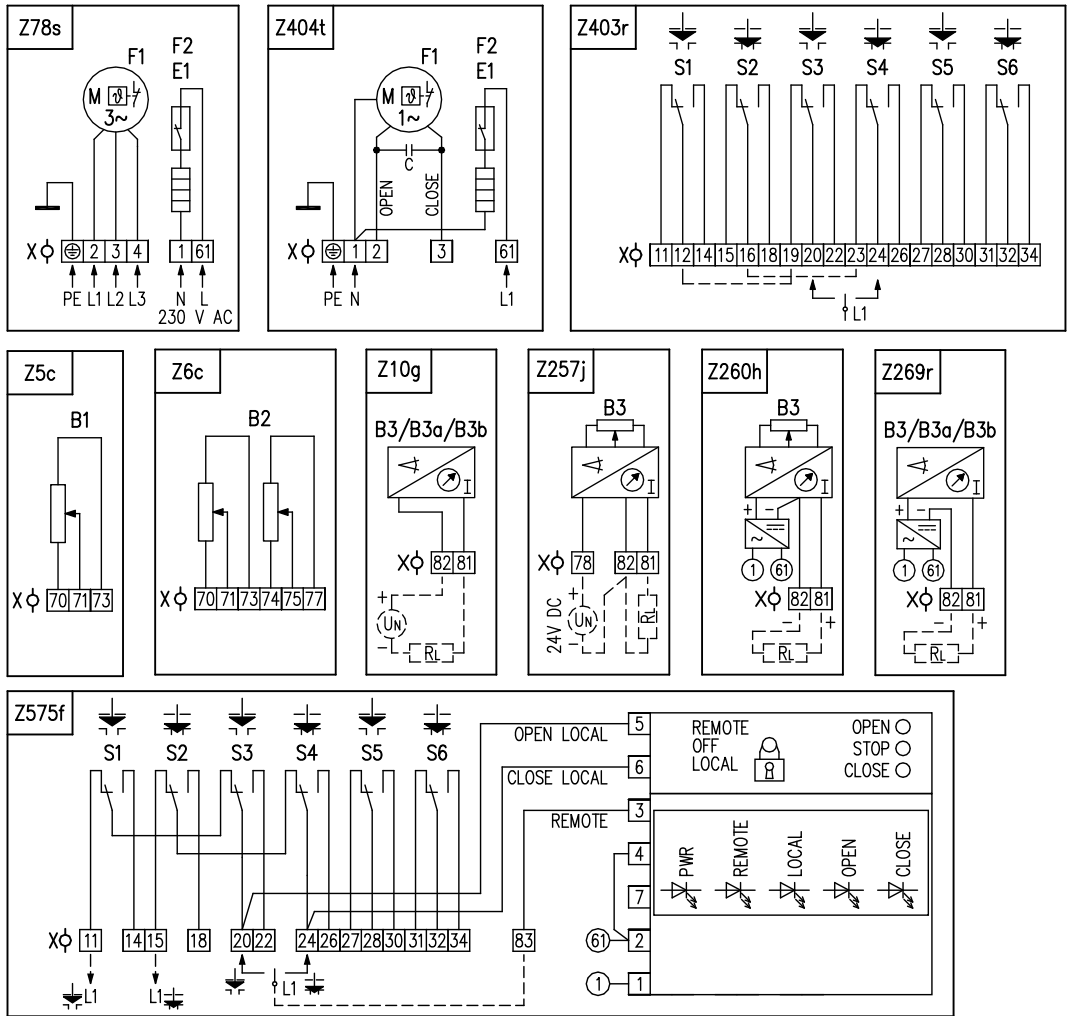 Z78s
F1
F2
E1
M ϑ
3~
X 2 3 4 1 61
PE L1 L2 L3 N L
230 V AC
Z404t
F1
F2
E1
M ϑ
1~
C
OPEN
CLOSE
X 1 2 3 61
PE N L1
Z403r
S1 S2 S3 S4 S5 S6
X 11 12 14 15 16 18 19 20 22 23 24 26 27 28 30 31 32 34
L1
Z5c
B1
X 70 71 73
Z6c
B2
X 70 71 73 74 75 77
Z10g
B3/B3a/B3b
I
X 82 81
+
UN
−
RL
Z257j
B3
I
X 78 82 81
24V DC
+
UN
−
RL
Z260h
B3
I
+ −
~
1 61
X 82 81
− +
RL
Z269r
B3/B3a/B3b
I
+ −
~
1 61
X 82 81
− +
RL
Z575f
S1 S2 S3 S4 S5 S6
OPEN LOCAL
CLOSE LOCAL
REMOTE
5
6
3
4
7
2
1
61
1
REMOTE
OFF
LOCAL
OPEN
STOP
CLOSE
PWR
REMOTE
LOCAL
OPEN
CLOSE
X 11 14 15 18 20 22 24 26 27 28 30 31 32 34 83
L1 L1 L1